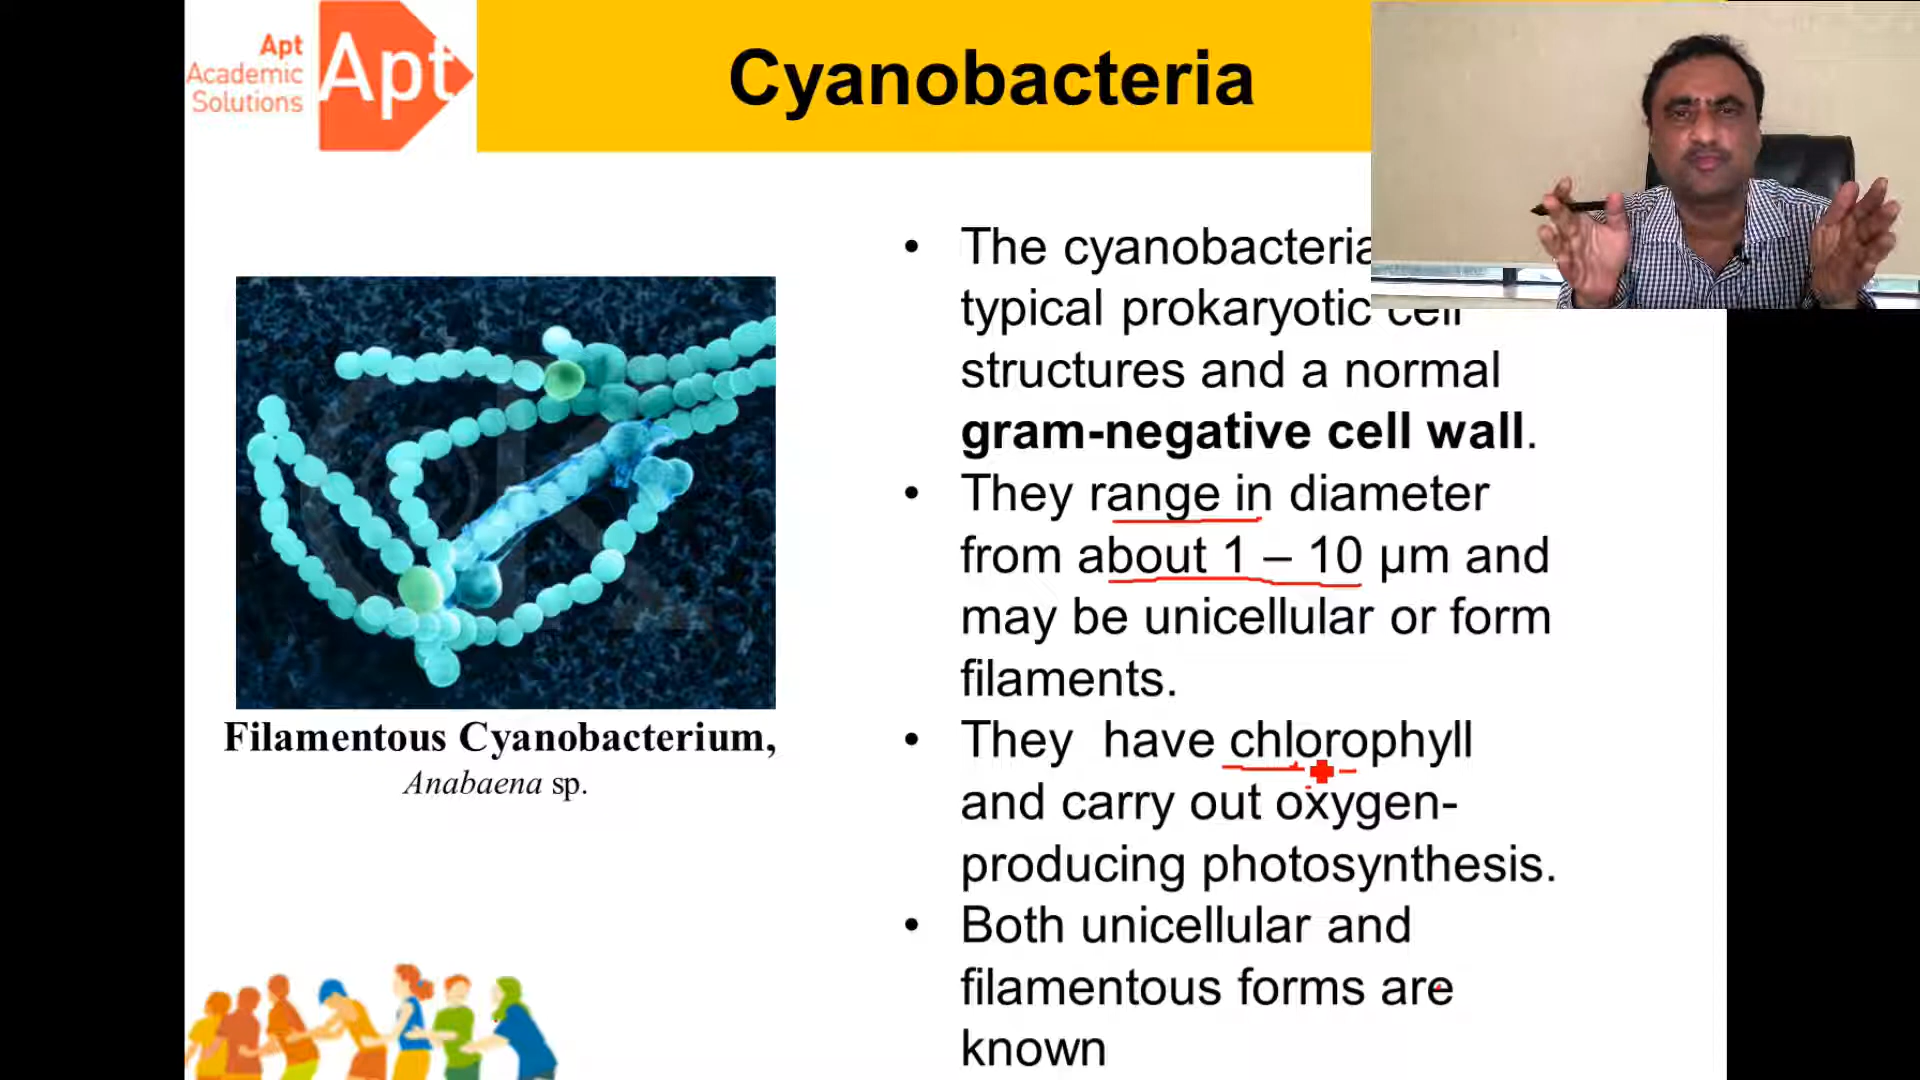 Apt
Academic
Solutions
Apt
Cyanobacteria
• The cyanobacteria
typical prokaryotic cell
structures and a normal
gram-negative cell wall.
• They range in diameter
from about 1 – 10 μm and
may be unicellular or form
filaments.
• They have chlorophyll
and carry out oxygen-
producing photosynthesis.
• Both unicellular and
filamentous forms are
known
Filamentous Cyanobacterium,
Anabaena sp.